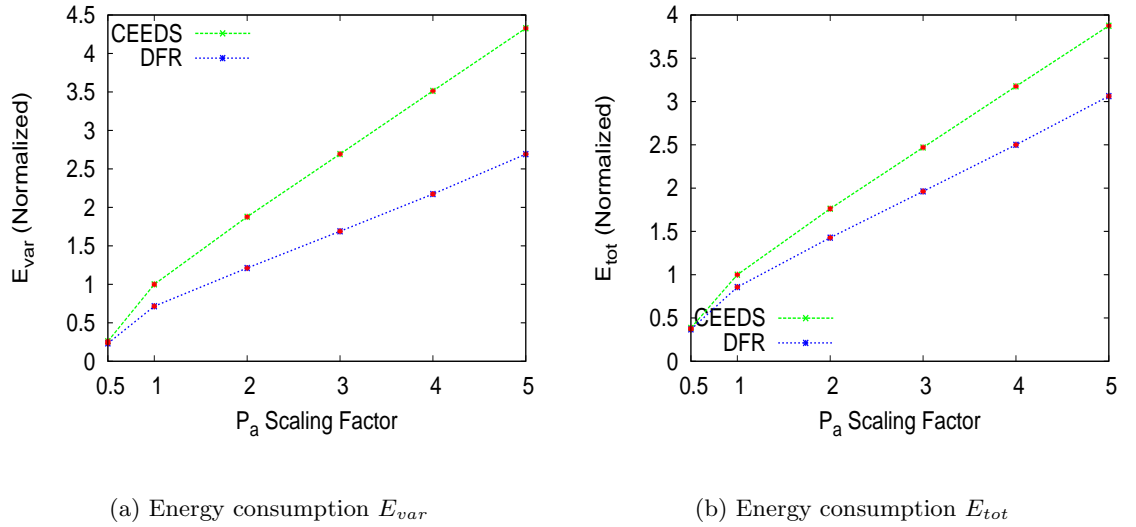 4.5
4
3.5
3
2.5
2
1.5
1
0.5
0
0.5 1 2 3 4 5
E_var (Normalized)
P_a Scaling Factor
CEEDS
DFR
(a) Energy consumption E_var
4
3.5
3
2.5
2
1.5
1
0.5
0
0.5 1 2 3 4 5
E_tot (Normalized)
P_a Scaling Factor
CEEDS
DFR
(b) Energy consumption E_tot